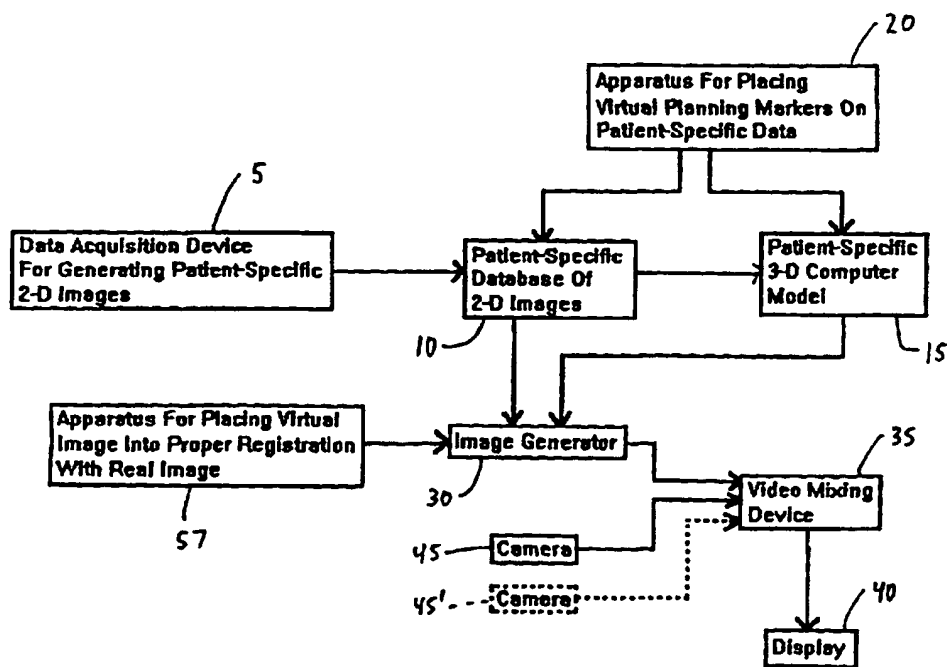 20
Apparatus For Placing
Virtual Planning Markers On
Patient-Specific Data
5
Data Acquisition Device
For Generating Patient-Specific
2-D Images
Patient-Specific
Database Of
2-D Images
Patient-Specific
3-D Computer
Model
10
15
Apparatus For Placing Virtual
Image Into Proper Registration
With Real Image
57
Image Generator
30
35
Video Mixing
Device
45
Camera
45'
Camera
40
Display